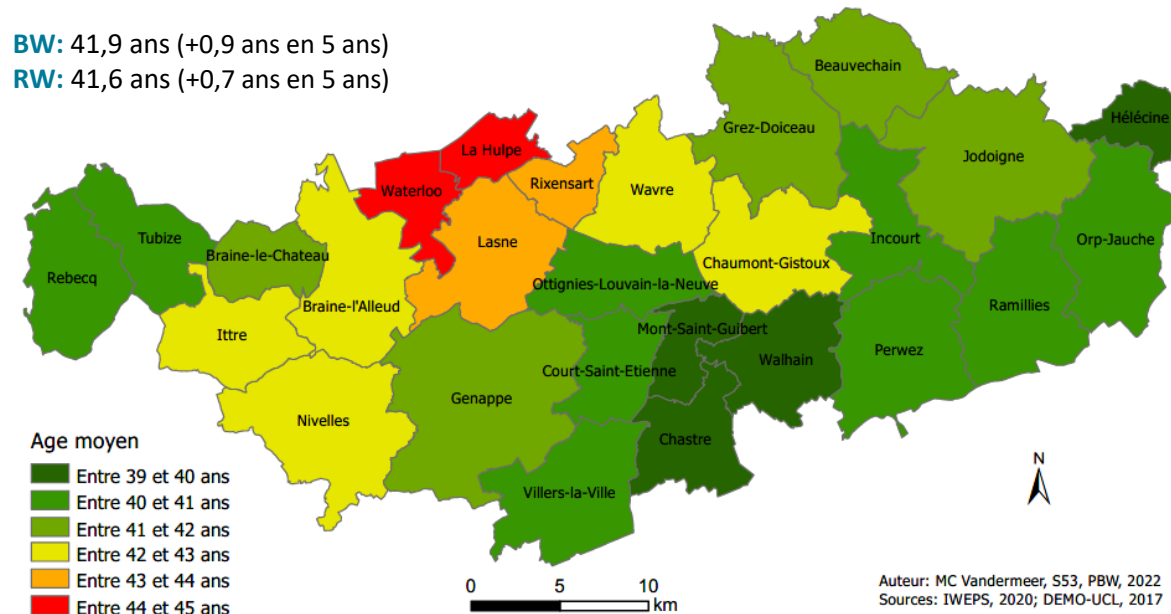 BW: 41,9 ans (+0,9 ans en 5 ans)
RW: 41,6 ans (+0,7 ans en 5 ans)
Beauvechain
Hélécine
Grez-Doiceau
La Hulpe
Jodoigne
Rixensart
Waterloo
Wavre
Incourt
Orp-Jauche
Tubize
Lasne
Braine-le-Chateau
Chaumont-Gistoux
Rebecq
Ottignies-Louvain-la-Neuve
Braine-l'Alleud
Ramillies
Mont-Saint-Guibert
Ittre
Perwez
Walhain
Court-Saint-Etienne
Genappe
Nivelles
Chastre
Villers-la-Ville
Age moyen
Entre 39 et 40 ans
Entre 40 et 41 ans
Entre 41 et 42 ans
Entre 42 et 43 ans
Entre 43 et 44 ans
Entre 44 et 45 ans
N
0 5 10
km
Auteur: MC Vandermeer, S53, PBW, 2022
Sources: IWEPS, 2020; DEMO-UCL, 2017